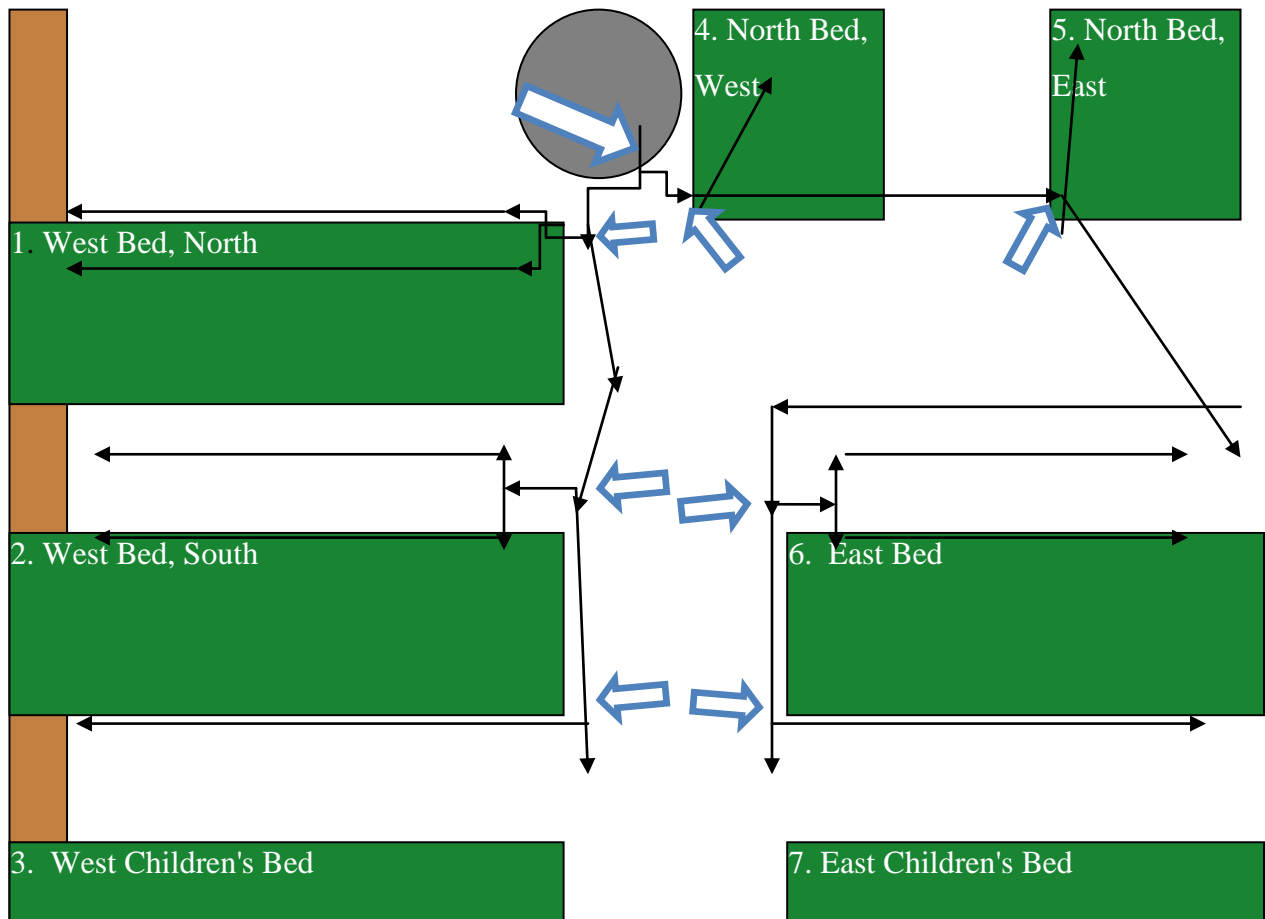 4. North Bed,
West
5. North Bed,
East
1. West Bed, North
2. West Bed, South
6.  East Bed
3.  West Children's Bed
7. East Children's Bed